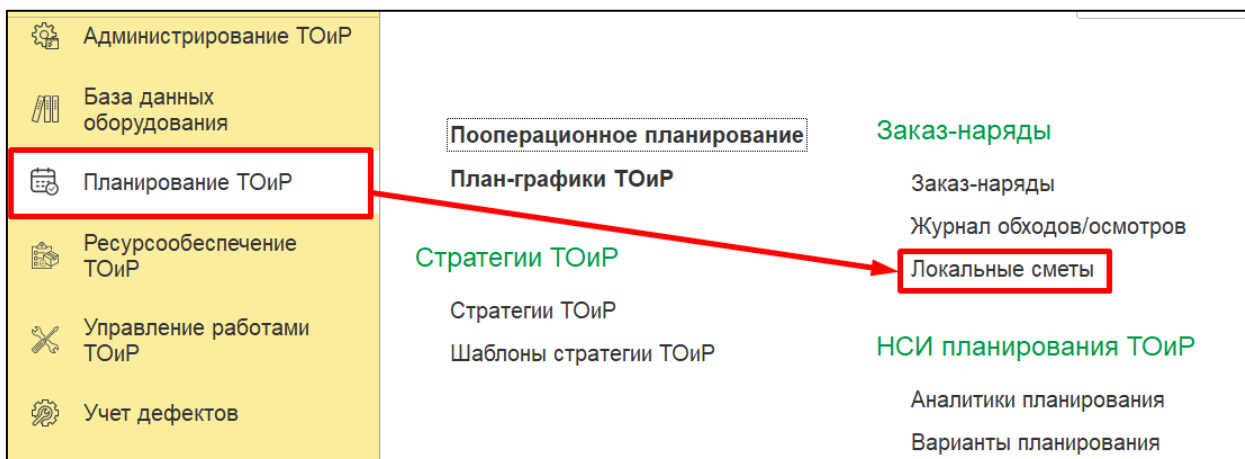 Администрирование ТОиР
База данных
оборудования
Планирование ТОиР
Ресурсообеспечение
ТОиР
Управление работами
ТОиР
Учет дефектов
Пооперационное планирование
План-графики ТОиР
Стратегии ТОиР
Стратегии ТОиР
Шаблоны стратегии ТОиР
Заказ-наряды
Заказ-наряды
Журнал обходов/осмотров
Локальные сметы
НСИ планирования ТОиР
Аналитики планирования
Варианты планирования